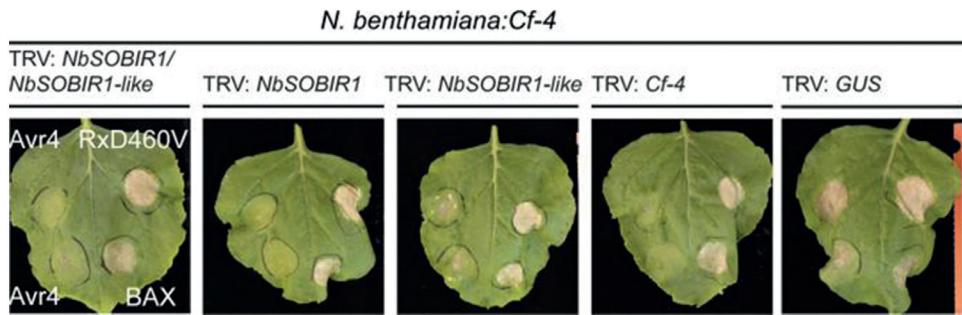 N. benthamiana:Cf-4
TRV: NbSOBIR1/
NbSOBIR1-like
TRV: NbSOBIR1
TRV: NbSOBIR1-like
TRV: Cf-4
TRV: GUS
Avr4 RxD460V
Avr4 BAX